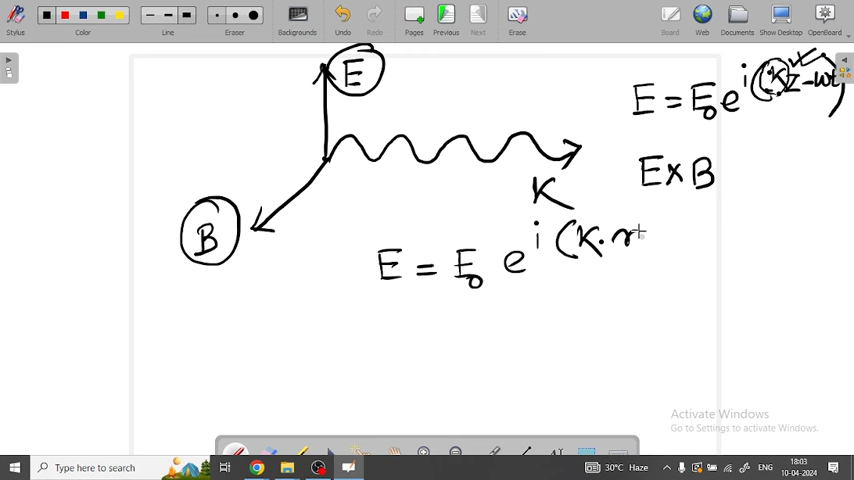 Stylus
Color
Line
Eraser
Backgrounds
Undo
Redo
Pages
Previous
Next
Erase
Board
Web
Documents
Show Desktop
OpenBoard
E
E = E₀ e^i(Kz-wt)
E x B
K
B
E = E₀ e^i(K·r
Activate Windows
Go to Settings to activate Windows.
Type here to search
30°C Haze
ENG
18:03
10-04-2024